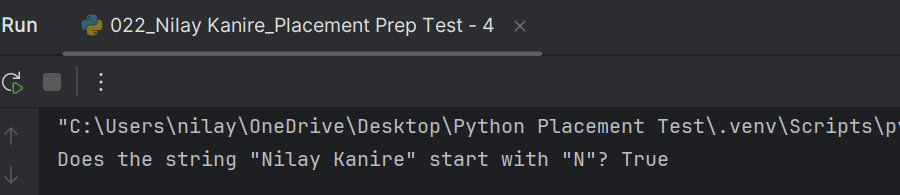 Run 022_Nilay Kanire_Placement Prep Test - 4
"C:\Users\nilay\OneDrive\Desktop\Python Placement Test\.venv\Scripts\
Does the string "Nilay Kanire" start with "N"? True